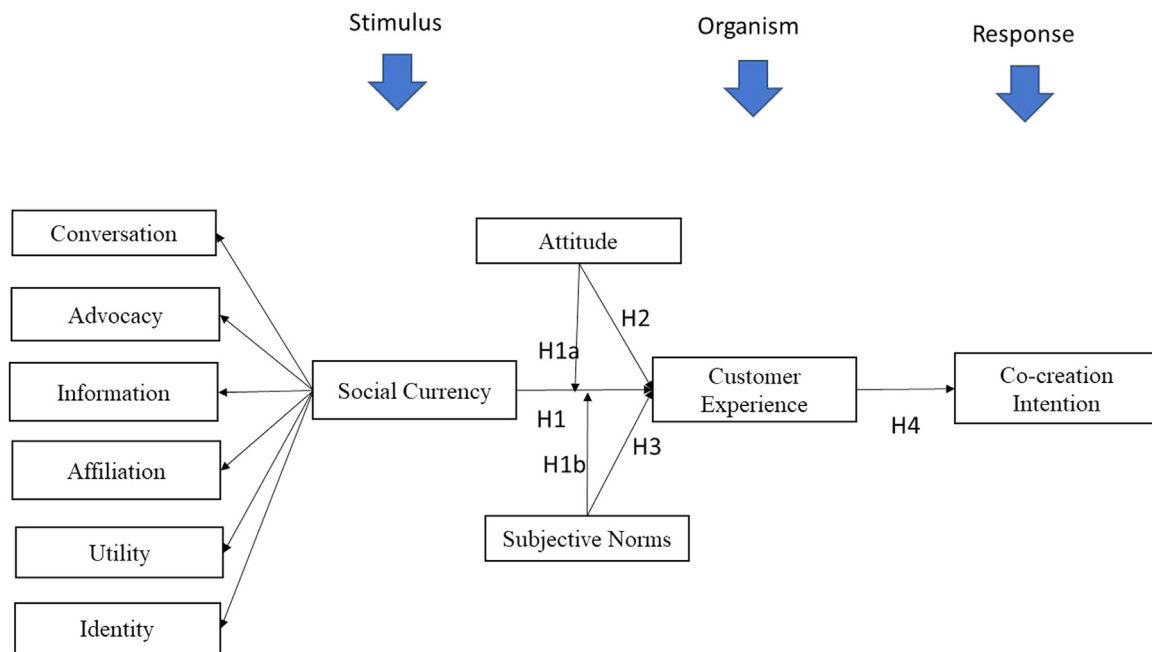 Stimulus
Organism
Response
Conversation
Advocacy
Information
Affiliation
Utility
Identity
Social Currency
Attitude
Subjective Norms
H1a
H2
H1
H1b
H3
Customer
Experience
H4
Co-creation
Intention